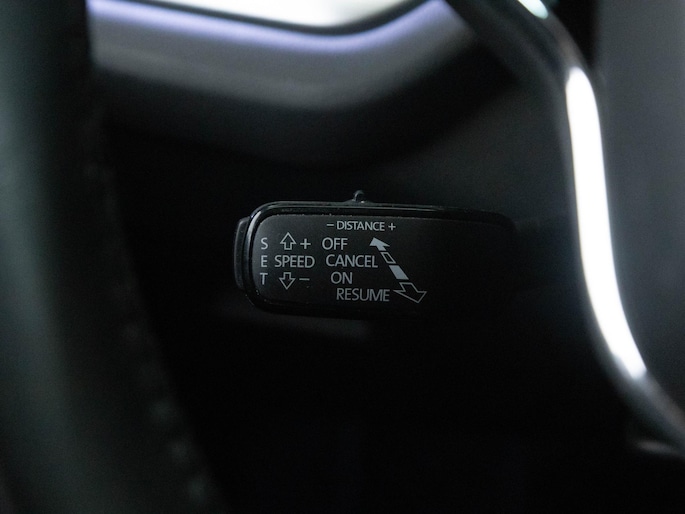 − DISTANCE +
S + OFF
E SPEED CANCEL
T − ON
RESUME